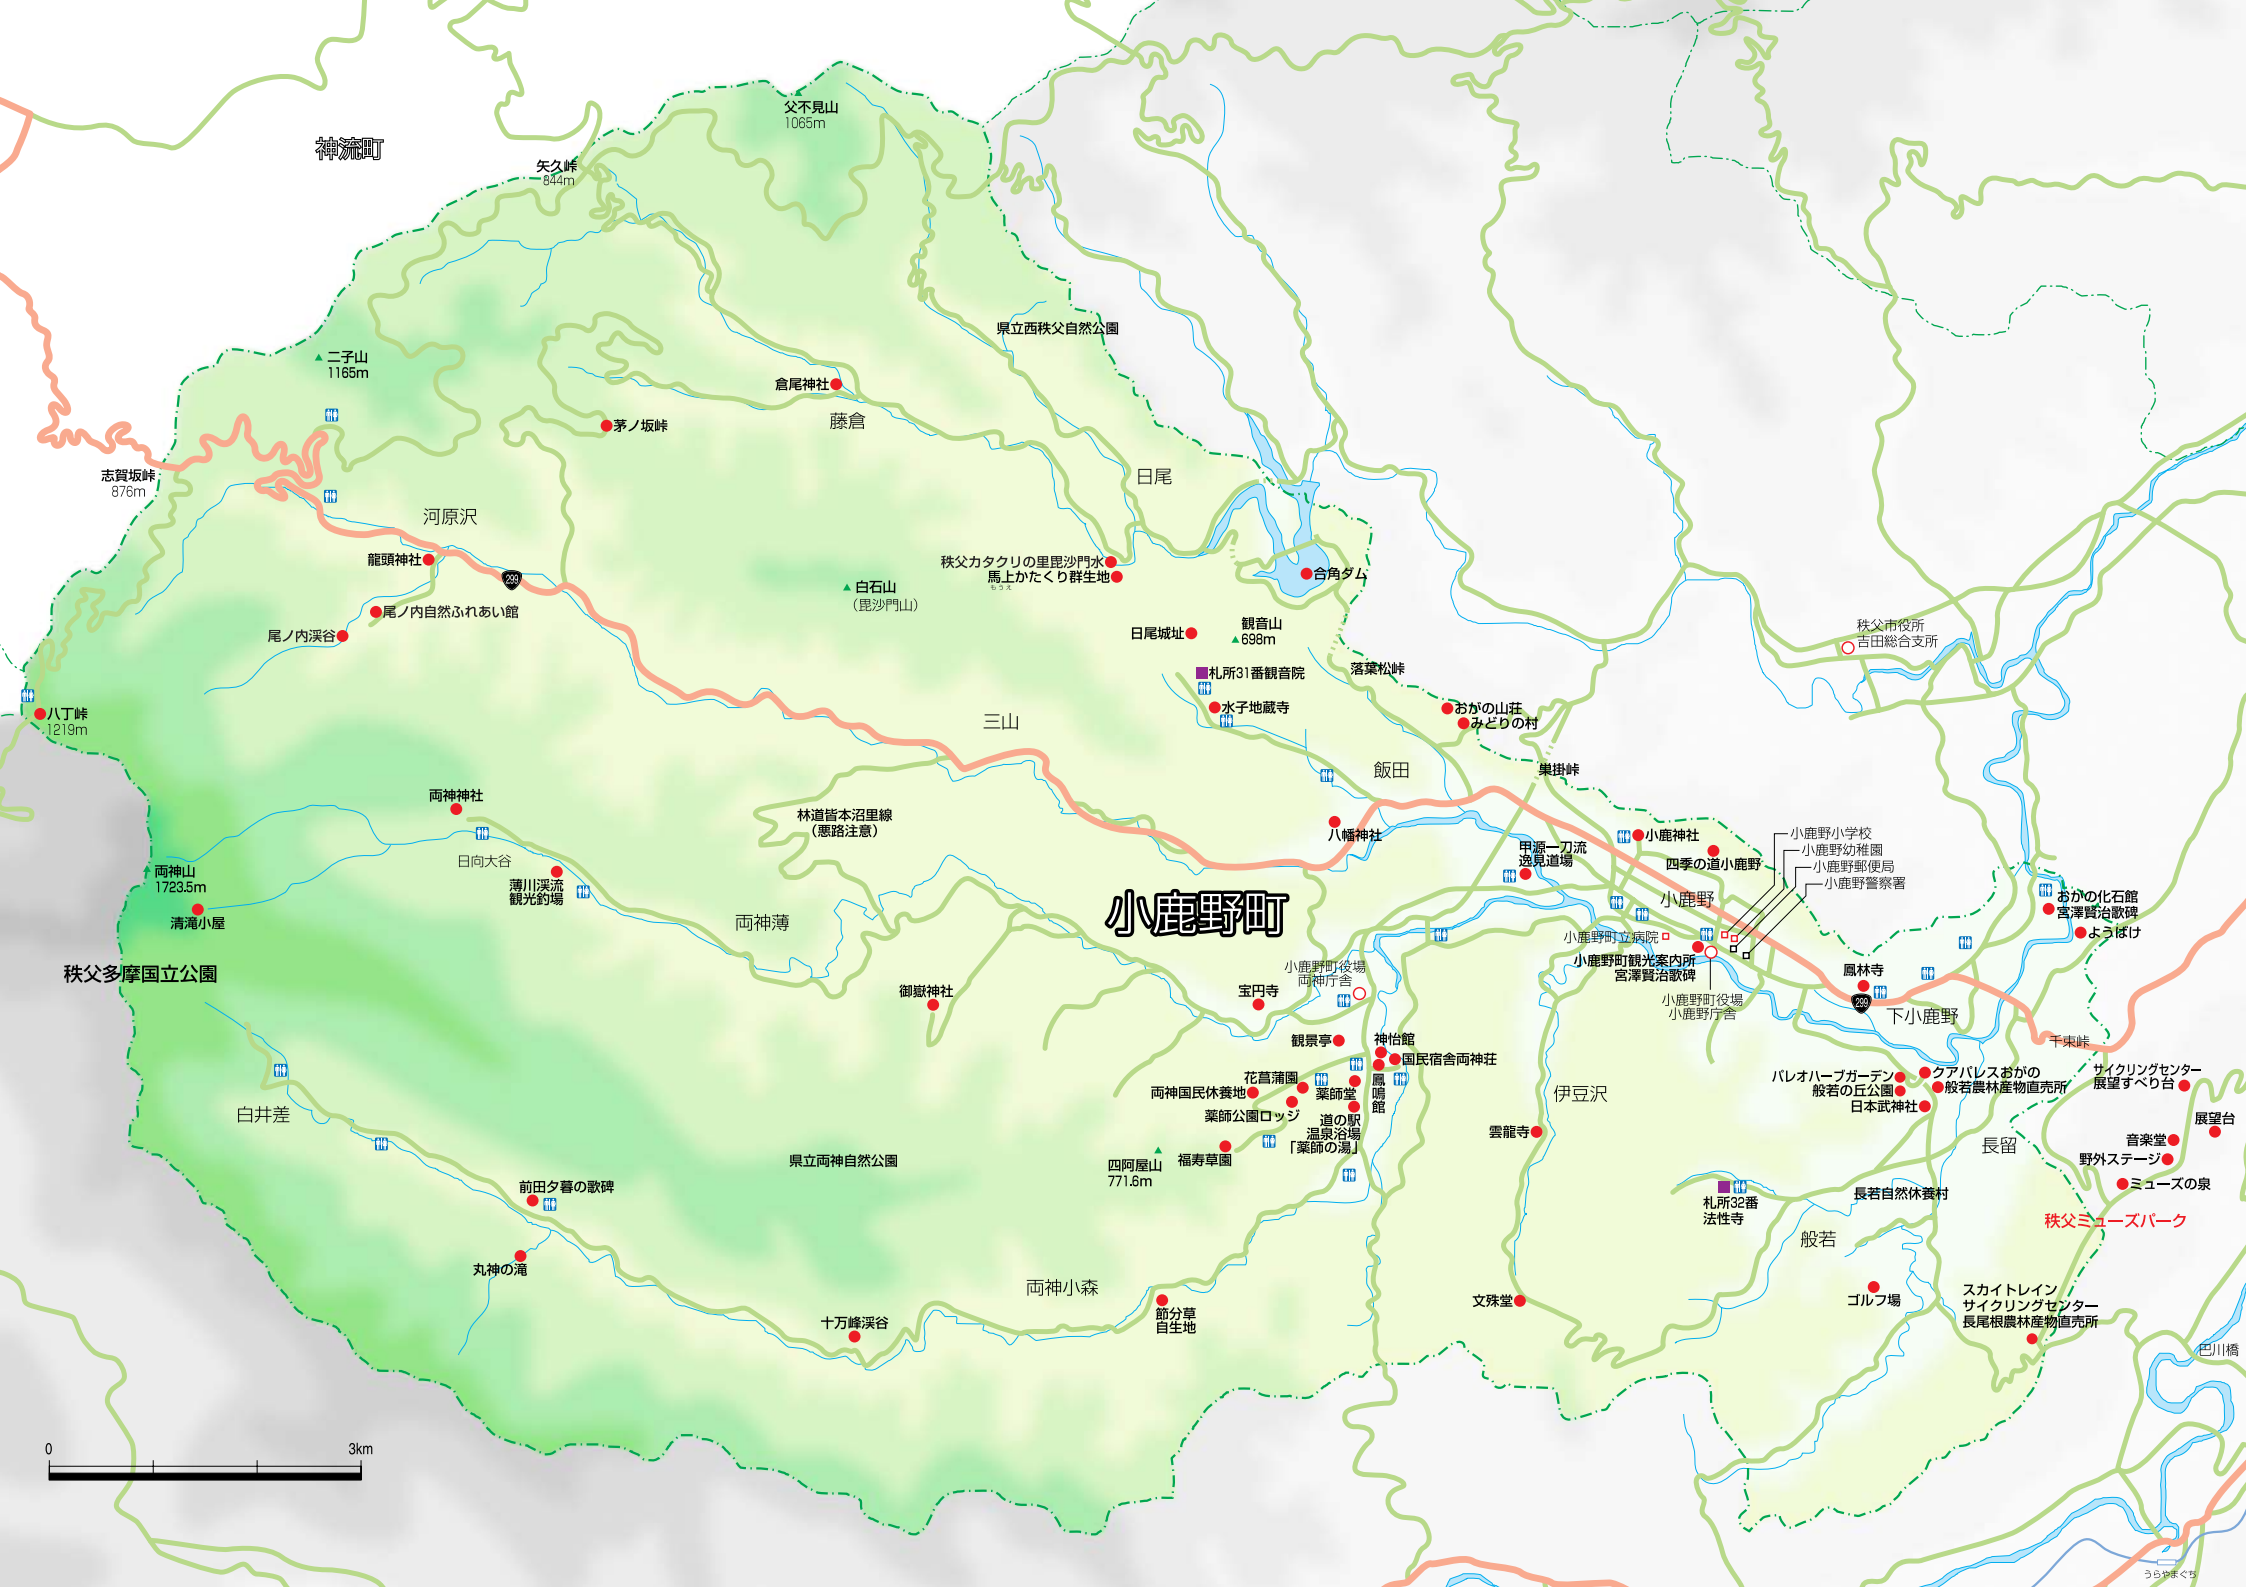 父不見山
1065m
神流町
矢久峠
844m
県立西秩父自然公園
二子山
1165m
倉尾神社
藤倉
茅ノ坂峠
志賀坂峠
876m
日尾
河原沢
龍頭神社
299
秩父カタクリの里毘沙門水
馬上かたくり群生地
もうえ
合角ダム
白石山
(毘沙門山)
尾ノ内自然ふれあい館
尾ノ内渓谷
日尾城址
観音山
698m
秩父市役所
吉田総合支所
札所31番観音院
落葉松峠
水子地蔵寺
おがの山荘
みどりの村
八丁峠
1219m
三山
飯田
巣掛峠
両神神社
林道皆本沼里線
(悪路注意)
八幡神社
小鹿神社
小鹿野小学校
小鹿野幼稚園
小鹿野郵便局
小鹿野警察署
甲源一刀流
逸見道場
四季の道小鹿野
日向大谷
両神山
1723.5m
薄川渓流
観光釣場
清滝小屋
両神薄
小鹿野町
小鹿野
おがの化石館
宮澤賢治歌碑
ようばけ
小鹿野町立病院
小鹿野町観光案内所
宮澤賢治歌碑
秩父多摩国立公園
御嶽神社
宝円寺
小鹿野町役場
両神庁舎
鳳林寺
299
小鹿野町役場
小鹿野庁舎
下小鹿野
千束峠
観景亭
神怡館
国民宿舎両神荘
鳳鳴館
花菖蒲園
両神国民休養地
薬師堂
薬師公園ロッジ
道の駅
温泉浴場
「薬師の湯」
福寿草園
四阿屋山
771.6m
伊豆沢
雲龍寺
パレオハーブガーデン
般若の丘公園
クアパレスおがの
般若農林産物直売所
日本武神社
サイクリングセンター
展望すべり台
展望台
音楽堂
野外ステージ
ミューズの泉
長留
秩父ミューズパーク
白井差
県立両神自然公園
前田夕暮の歌碑
札所32番
法性寺
長若自然休養村
般若
丸神の滝
両神小森
節分草
自生地
十万峰渓谷
文殊堂
ゴルフ場
スカイトレイン
サイクリングセンター
長尾根農林産物直売所
巴川橋
0
3km
うらやまぐち